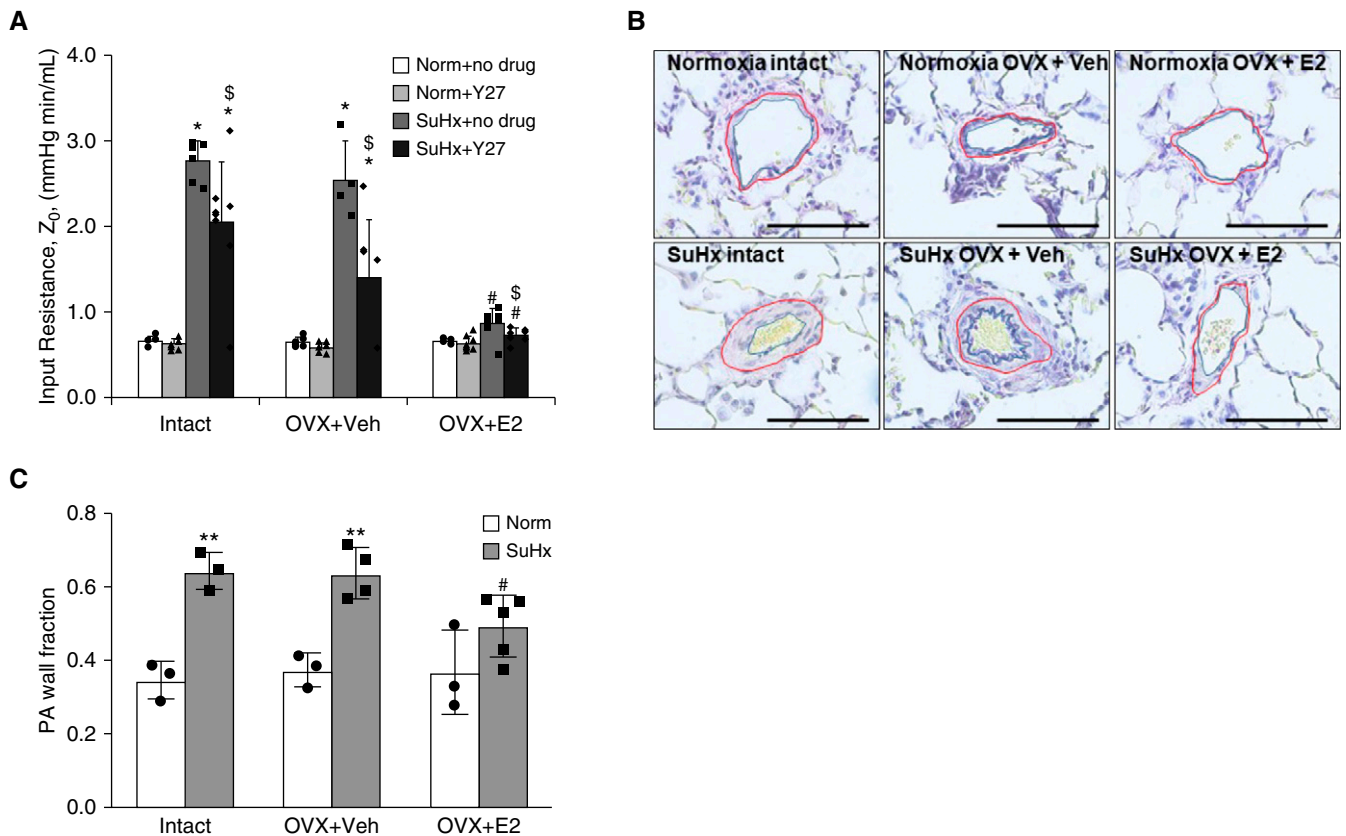 A
Input Resistance, Z0, (mmHg min/mL)
4.0
3.0
2.0
1.0
0.0
Norm+no drug
Norm+Y27
SuHx+no drug
SuHx+Y27
*
$
*
*
$
*
#
$
#
Intact
OVX+Veh
OVX+E2
B
Normoxia intact
Normoxia OVX + Veh
Normoxia OVX + E2
SuHx intact
SuHx OVX + Veh
SuHx OVX + E2
C
PA wall fraction
0.8
0.6
0.4
0.2
0.0
Norm
SuHx
**
**
#
Intact
OVX+Veh
OVX+E2